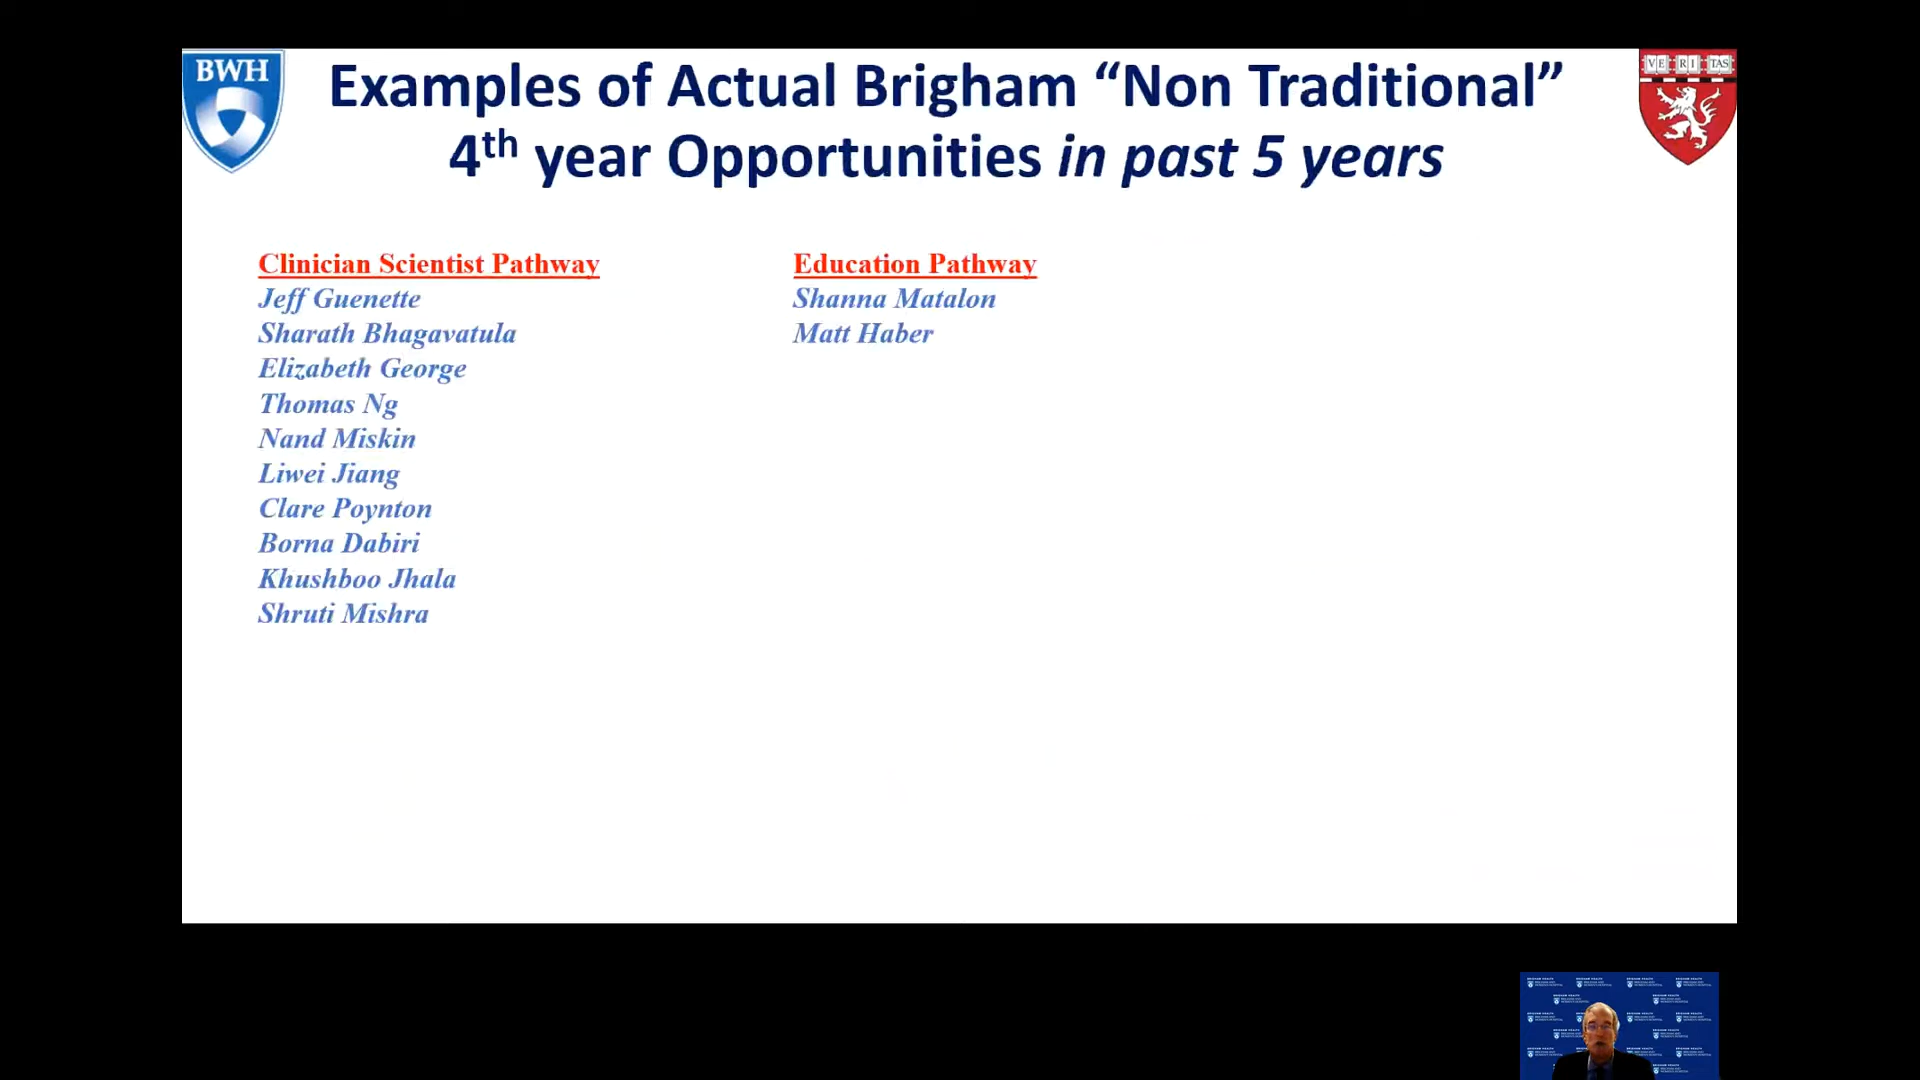 BWH
Examples of Actual Brigham “Non Traditional”
4th year Opportunities in past 5 years
VE RI TAS
Clinician Scientist Pathway
Jeff Guenette
Sharath Bhagavatula
Elizabeth George
Thomas Ng
Nand Miskin
Liwei Jiang
Clare Poynton
Borna Dabiri
Khushboo Jhala
Shruti Mishra
Education Pathway
Shanna Matalon
Matt Haber